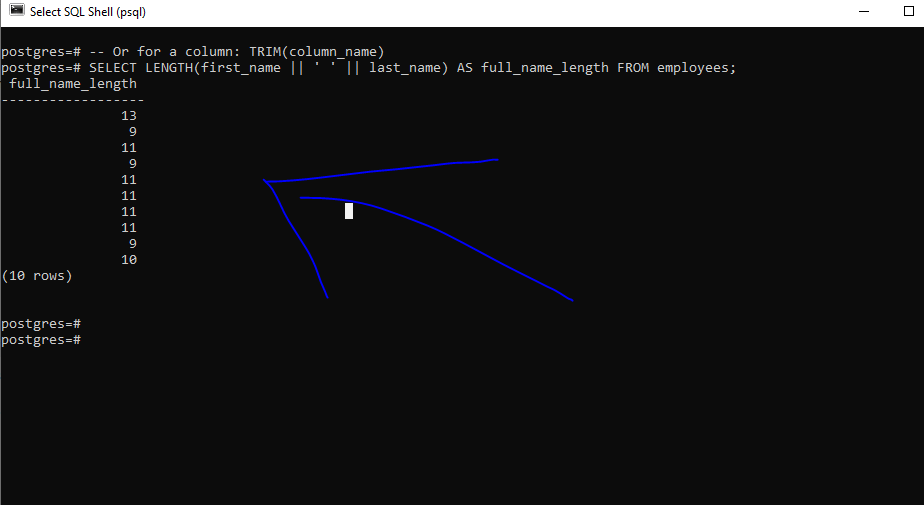 Select SQL Shell (psql)
postgres=# -- Or for a column: TRIM(column_name)
postgres=# SELECT LENGTH(first_name || ' ' || last_name) AS full_name_length FROM employees;
 full_name_length
------------------
               13
                9
               11
                9
               11
               11
               11
               11
                9
               10
(10 rows)
postgres=#
postgres=#